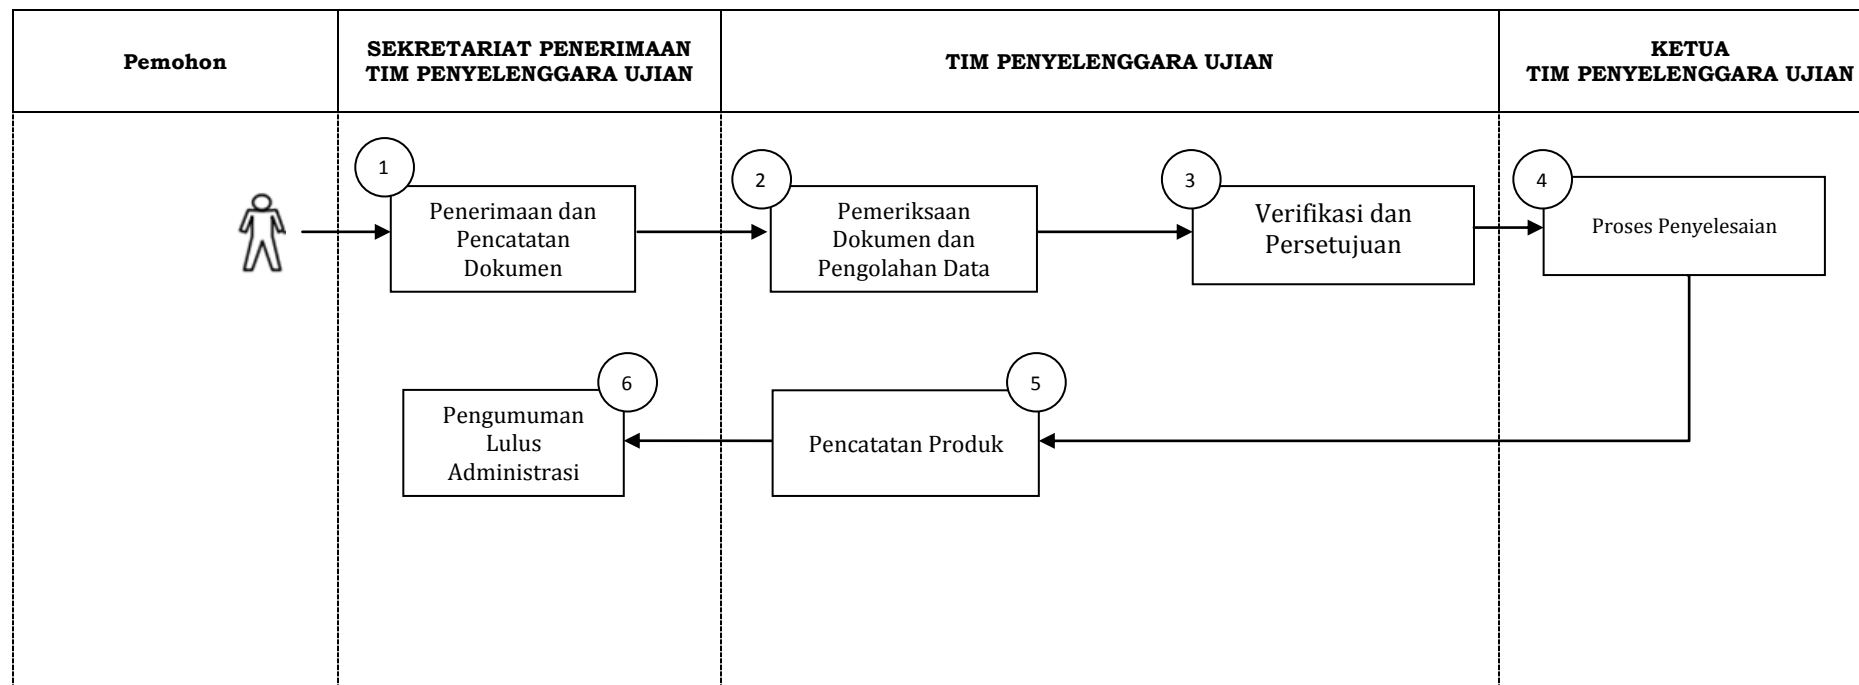 Pemohon
SEKRETARIAT PENERIMAAN
TIM PENYELENGGARA UJIAN
TIM PENYELENGGARA UJIAN
KETUA
TIM PENYELENGGARA UJIAN
1
Penerimaan dan
Pencatatan
Dokumen
2
Pemeriksaan
Dokumen dan
Pengolahan Data
3
Verifikasi dan
Persetujuan
4
Proses Penyelesaian
6
Pengumuman
Lulus
Administrasi
5
Pencatatan Produk